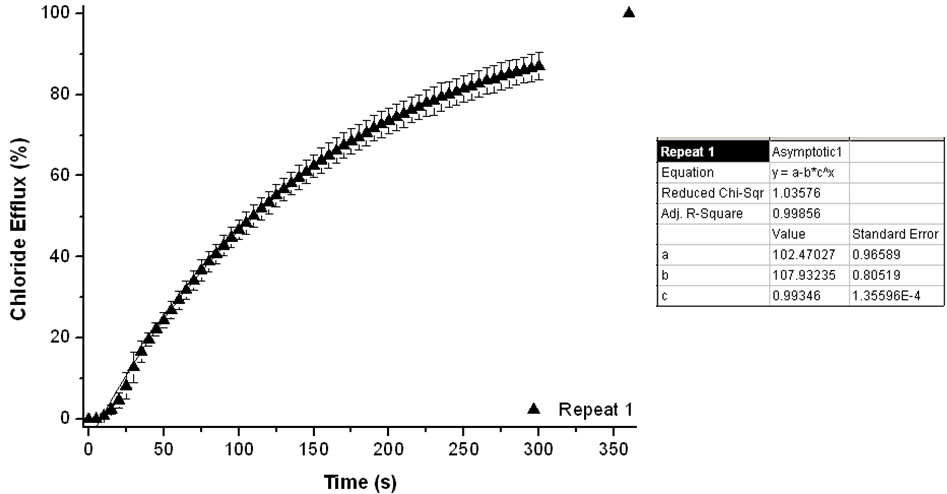 100
80
60
40
20
0
Chloride Efflux (%)
0 50 100 150 200 250 300 350
Time (s)
Repeat 1
Repeat 1 Asymptotic1
Equation y = a-b*c^x
Reduced Chi-Sqr 1.03576
Adj. R-Square 0.99856
Value Standard Error
a 102.47027 0.96589
b 107.93235 0.80519
c 0.99346 1.35596E-4